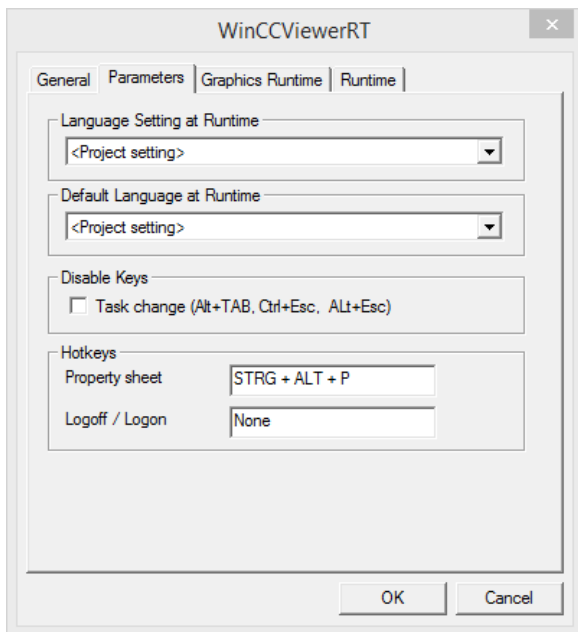 WinCCViewerRT
General Parameters Graphics Runtime Runtime
Language Setting at Runtime
<Project setting>
Default Language at Runtime
<Project setting>
Disable Keys
Task change (Alt+TAB, Ctrl+Esc, ALt+Esc)
Hotkeys
Property sheet STRG + ALT + P
Logoff / Logon None
OK Cancel